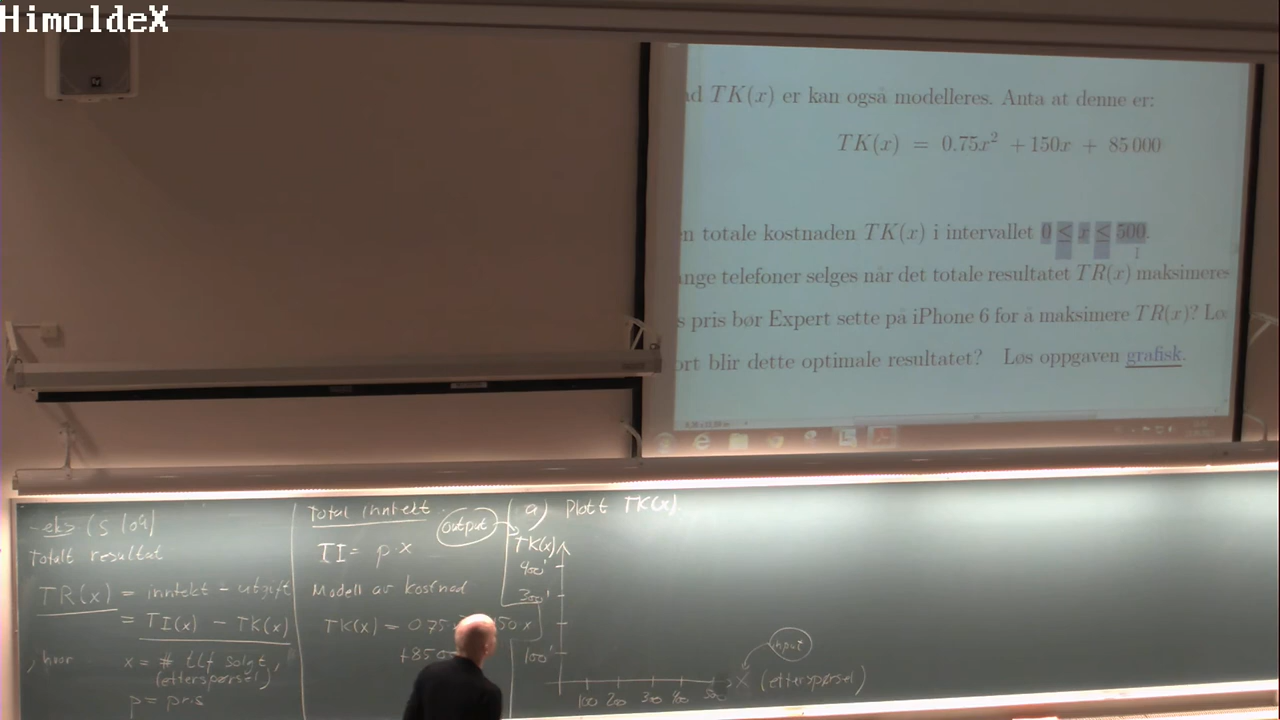 HimoldeX
ad TK(x) er kan også modelleres. Anta at denne er:
TK(x) = 0.75x² + 150x + 85 000
en totale kostnaden TK(x) i intervallet 0 ≤ x ≤ 500.
ange telefoner selges når det totale resultatet TR(x) maksimeres
s pris bør Expert sette på iPhone 6 for å maksimere TR(x)? Lø
ort blir dette optimale resultatet? Løs oppgaven grafisk.
eks (s 109)
Totalt resultat
TR(x) = inntekt - utgift
= TI(x) - TK(x)
, hvor x = # tlf solgt,
(etterspørsel)
p = pris
Total inntekt
TI = p·x
Modell av kostnad
TK(x) = 0.75 50 x
+850
output
a) Plott TK(x).
TK(x)
400'
300'
100'
100 200 300 400 500 x (etterspørsel)
input